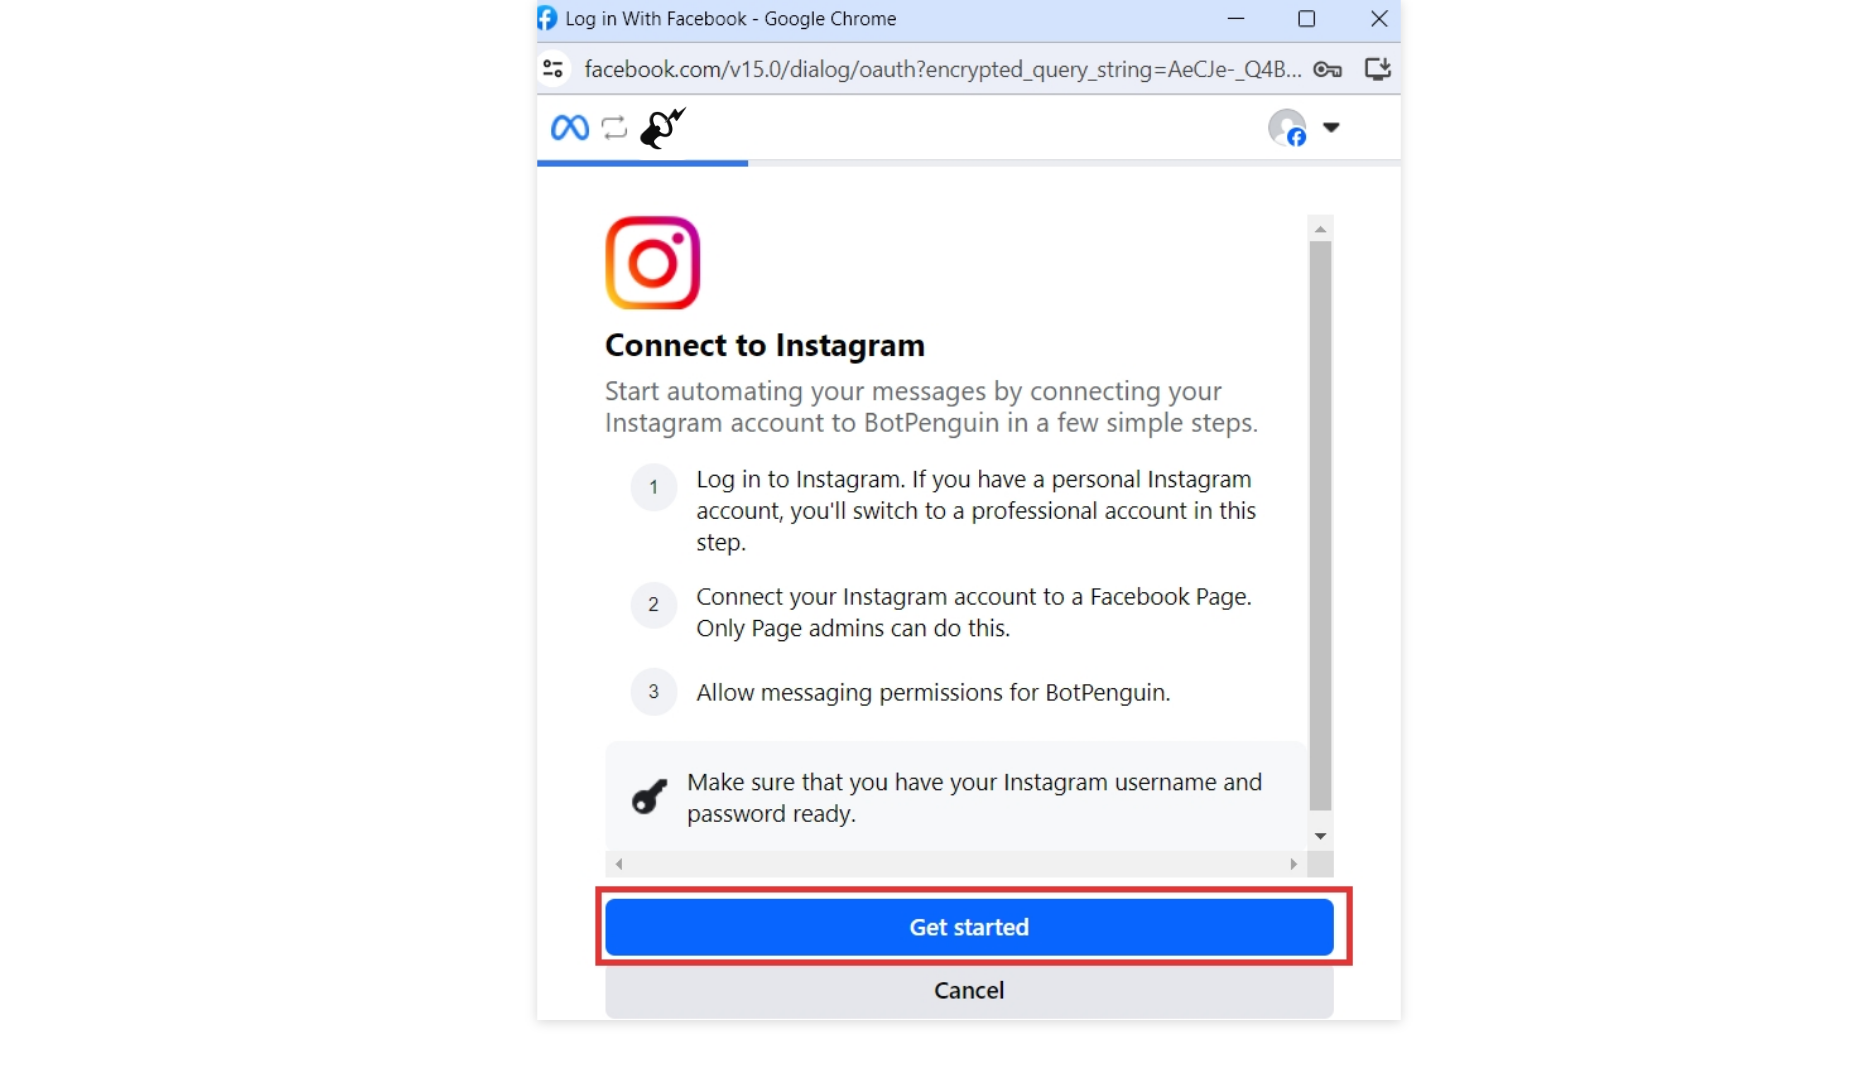 Log in With Facebook - Google Chrome
facebook.com/v15.0/dialog/oauth?encrypted_query_string=AeCJe-_Q4B...
Connect to Instagram
Start automating your messages by connecting your
Instagram account to BotPenguin in a few simple steps.
1 Log in to Instagram. If you have a personal Instagram
account, you'll switch to a professional account in this
step.
2 Connect your Instagram account to a Facebook Page.
Only Page admins can do this.
3 Allow messaging permissions for BotPenguin.
Make sure that you have your Instagram username and
password ready.
Get started
Cancel